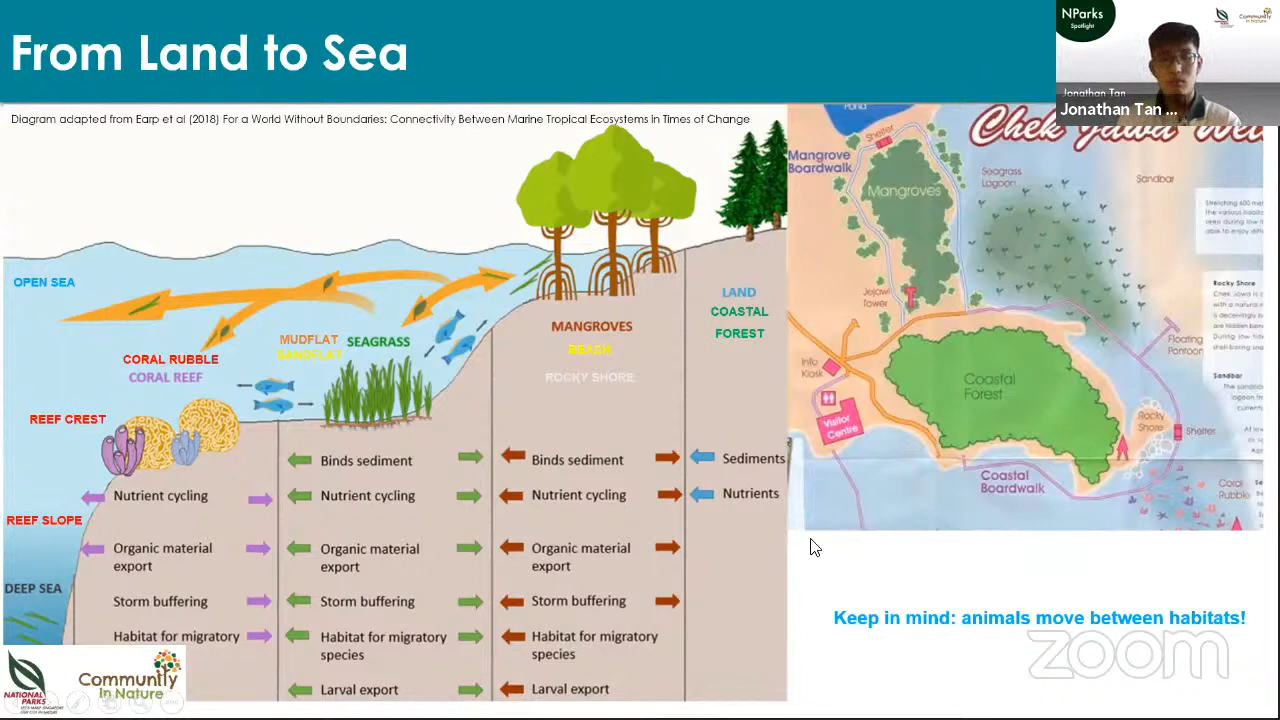 From Land to Sea
NParks
Spotlight
Community
In Nature
Jonathan Tan
Jonathan Tan ...
Diagram adapted from Earp et al (2018) For a World Without Boundaries: Connectivity Between Marine Tropical Ecosystems in Times of Change
OPEN SEA
CORAL RUBBLE
CORAL REEF
MUDFLAT
SANDFLAT
SEAGRASS
MANGROVES
BEACH
ROCKY SHORE
LAND
COASTAL
FOREST
REEF CREST
REEF SLOPE
DEEP SEA
Nutrient cycling
Organic material
export
Storm buffering
Habitat for migratory
Binds sediment
Nutrient cycling
Organic material
export
Storm buffering
Habitat for migratory
species
Larval export
Binds sediment
Nutrient cycling
Organic material
export
Storm buffering
Habitat for migratory
species
Larval export
Sediments
Nutrients
Chek Jawa
Pond
Shelter
Mangrove
Boardwalk
Mangroves
Seagrass
Lagoon
Sandbar
Jejawi
Tower
Info
Kiosk
Visitor
Centre
Coastal
Forest
Floating
Pontoon
Rocky
Shore
Shelter
Coastal
Boardwalk
Coral
Rubble
Rocky Shore
Sandbar
Keep in mind: animals move between habitats!
zoom
NATIONAL
PARKS
Community
In Nature